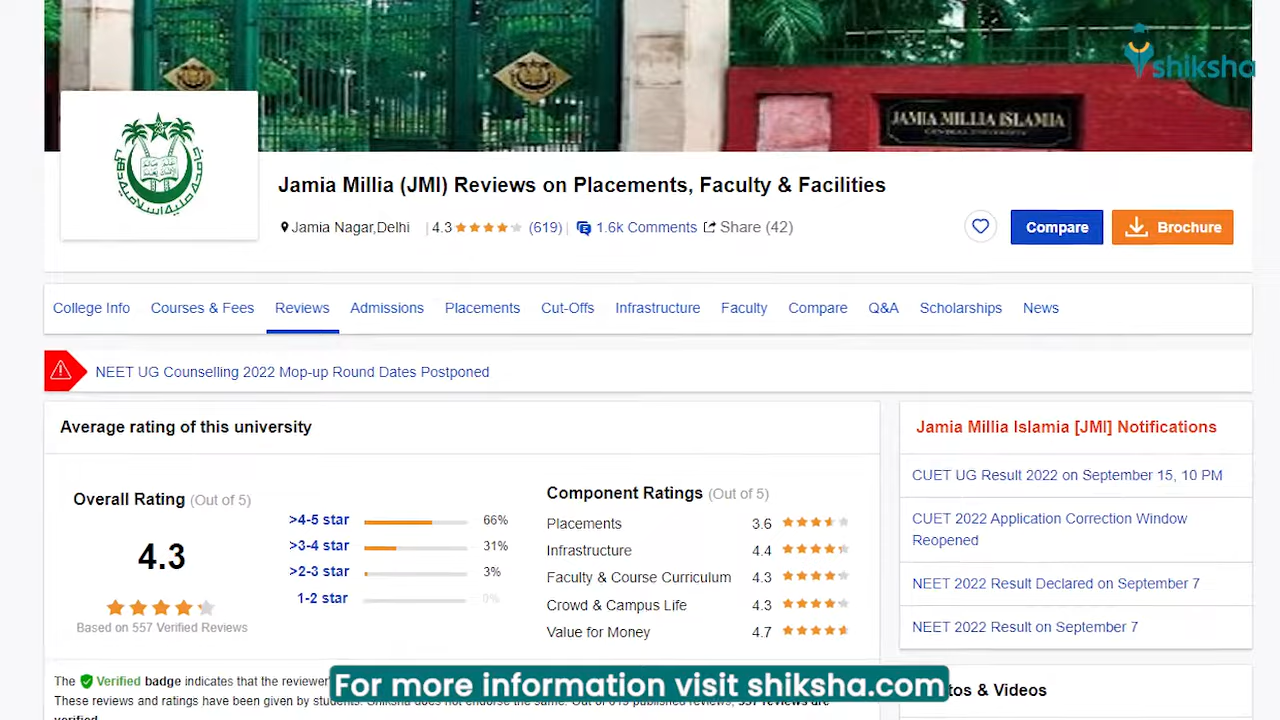 shiksha
JAMIA MILLIA ISLAMIA
CENTRAL UNIVERSITY
Jamia Millia (JMI) Reviews on Placements, Faculty & Facilities
Jamia Nagar,Delhi | 4.3 (619) | 1.6k Comments Share (42)
Compare
Brochure
College Info Courses & Fees Reviews Admissions Placements Cut-Offs Infrastructure Faculty Compare Q&A Scholarships News
NEET UG Counselling 2022 Mop-up Round Dates Postponed
Average rating of this university
Overall Rating (Out of 5)
4.3
Based on 557 Verified Reviews
>4-5 star 66%
>3-4 star 31%
>2-3 star 3%
1-2 star 0%
Component Ratings (Out of 5)
Placements 3.6
Infrastructure 4.4
Faculty & Course Curriculum 4.3
Crowd & Campus Life 4.3
Value for Money 4.7
Jamia Millia Islamia [JMI] Notifications
CUET UG Result 2022 on September 15, 10 PM
CUET 2022 Application Correction Window
Reopened
NEET 2022 Result Declared on September 7
NEET 2022 Result on September 7
The Verified badge indicates that the reviewer'
These reviews and ratings have been given by
For more information visit shiksha.com
& Videos